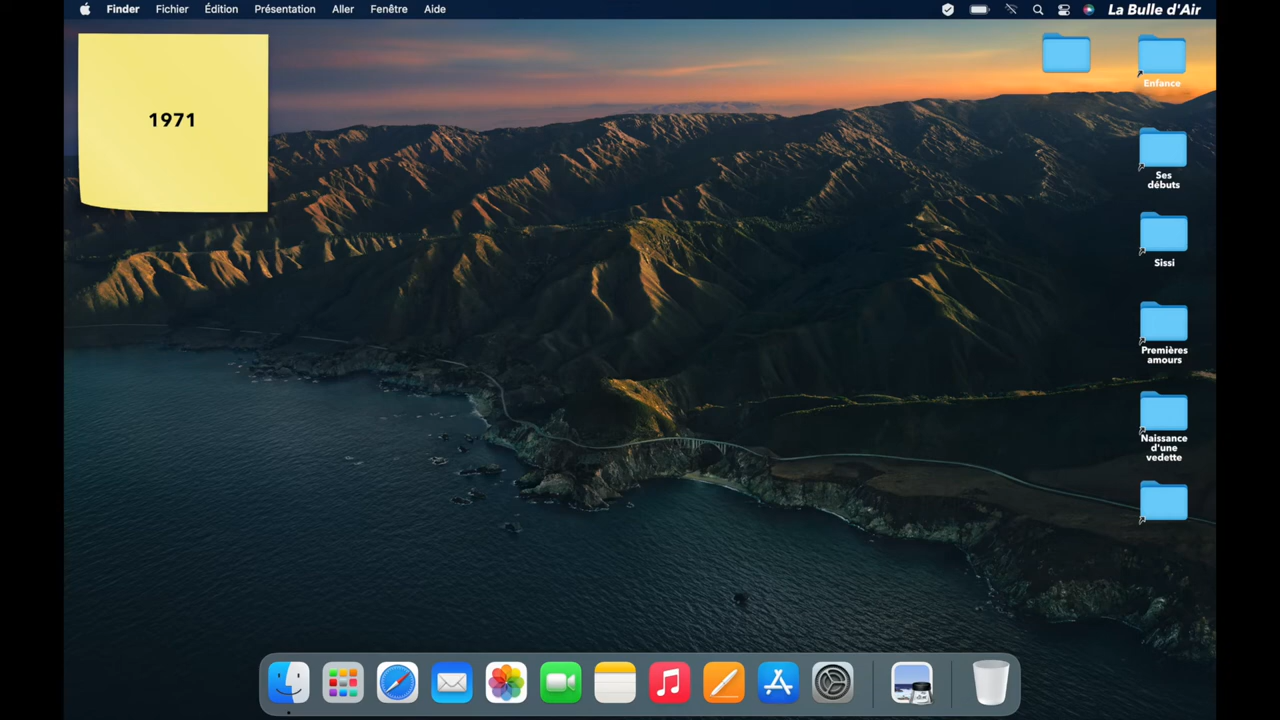 Finder Fichier Édition Présentation Aller Fenêtre Aide La Bulle d'Air
1971
Enfance
Ses
débuts
Sissi
Premières
amours
Naissance
d'une
vedette